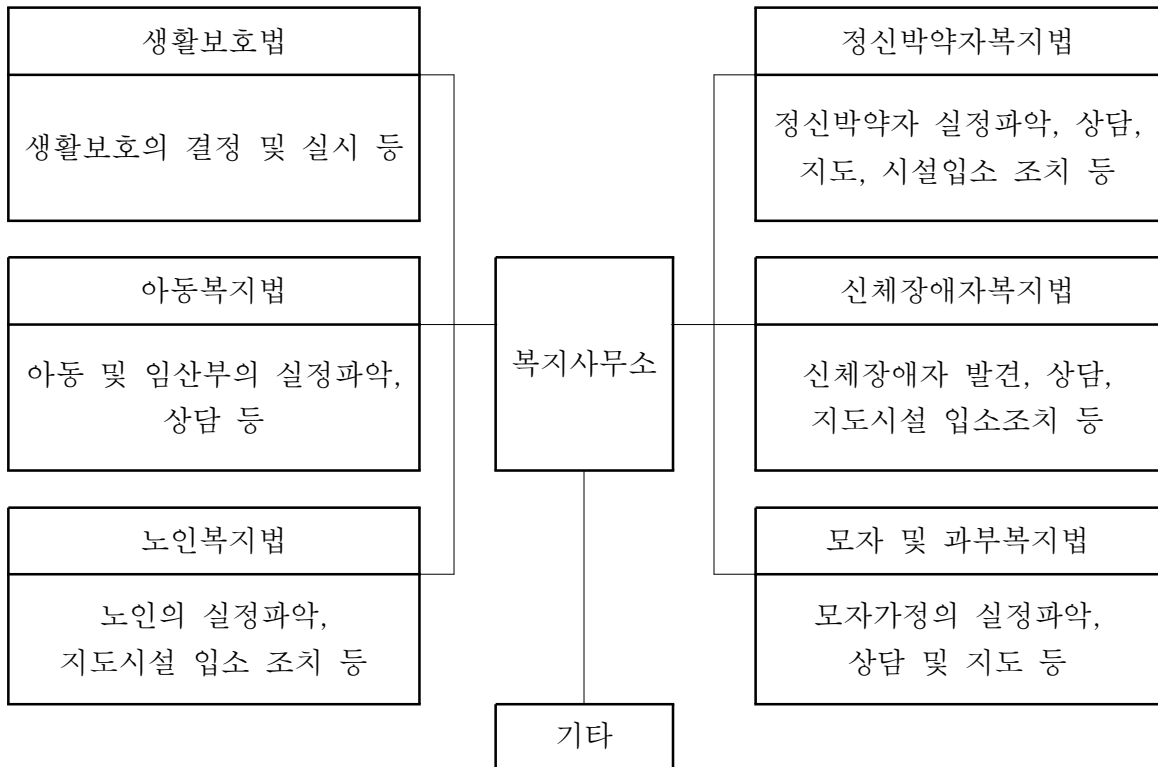 생활보호법
생활보호의 결정 및 실시 등
아동복지법
아동 및 임산부의 실정파악,
상담 등
노인복지법
노인의 실정파악,
지도시설 입소 조치 등
복지사무소
기타
정신박약자복지법
정신박약자 실정파악, 상담,
지도, 시설입소 조치 등
신체장애자복지법
신체장애자 발견, 상담,
지도시설 입소조치 등
모자 및 과부복지법
모자가정의 실정파악,
상담 및 지도 등